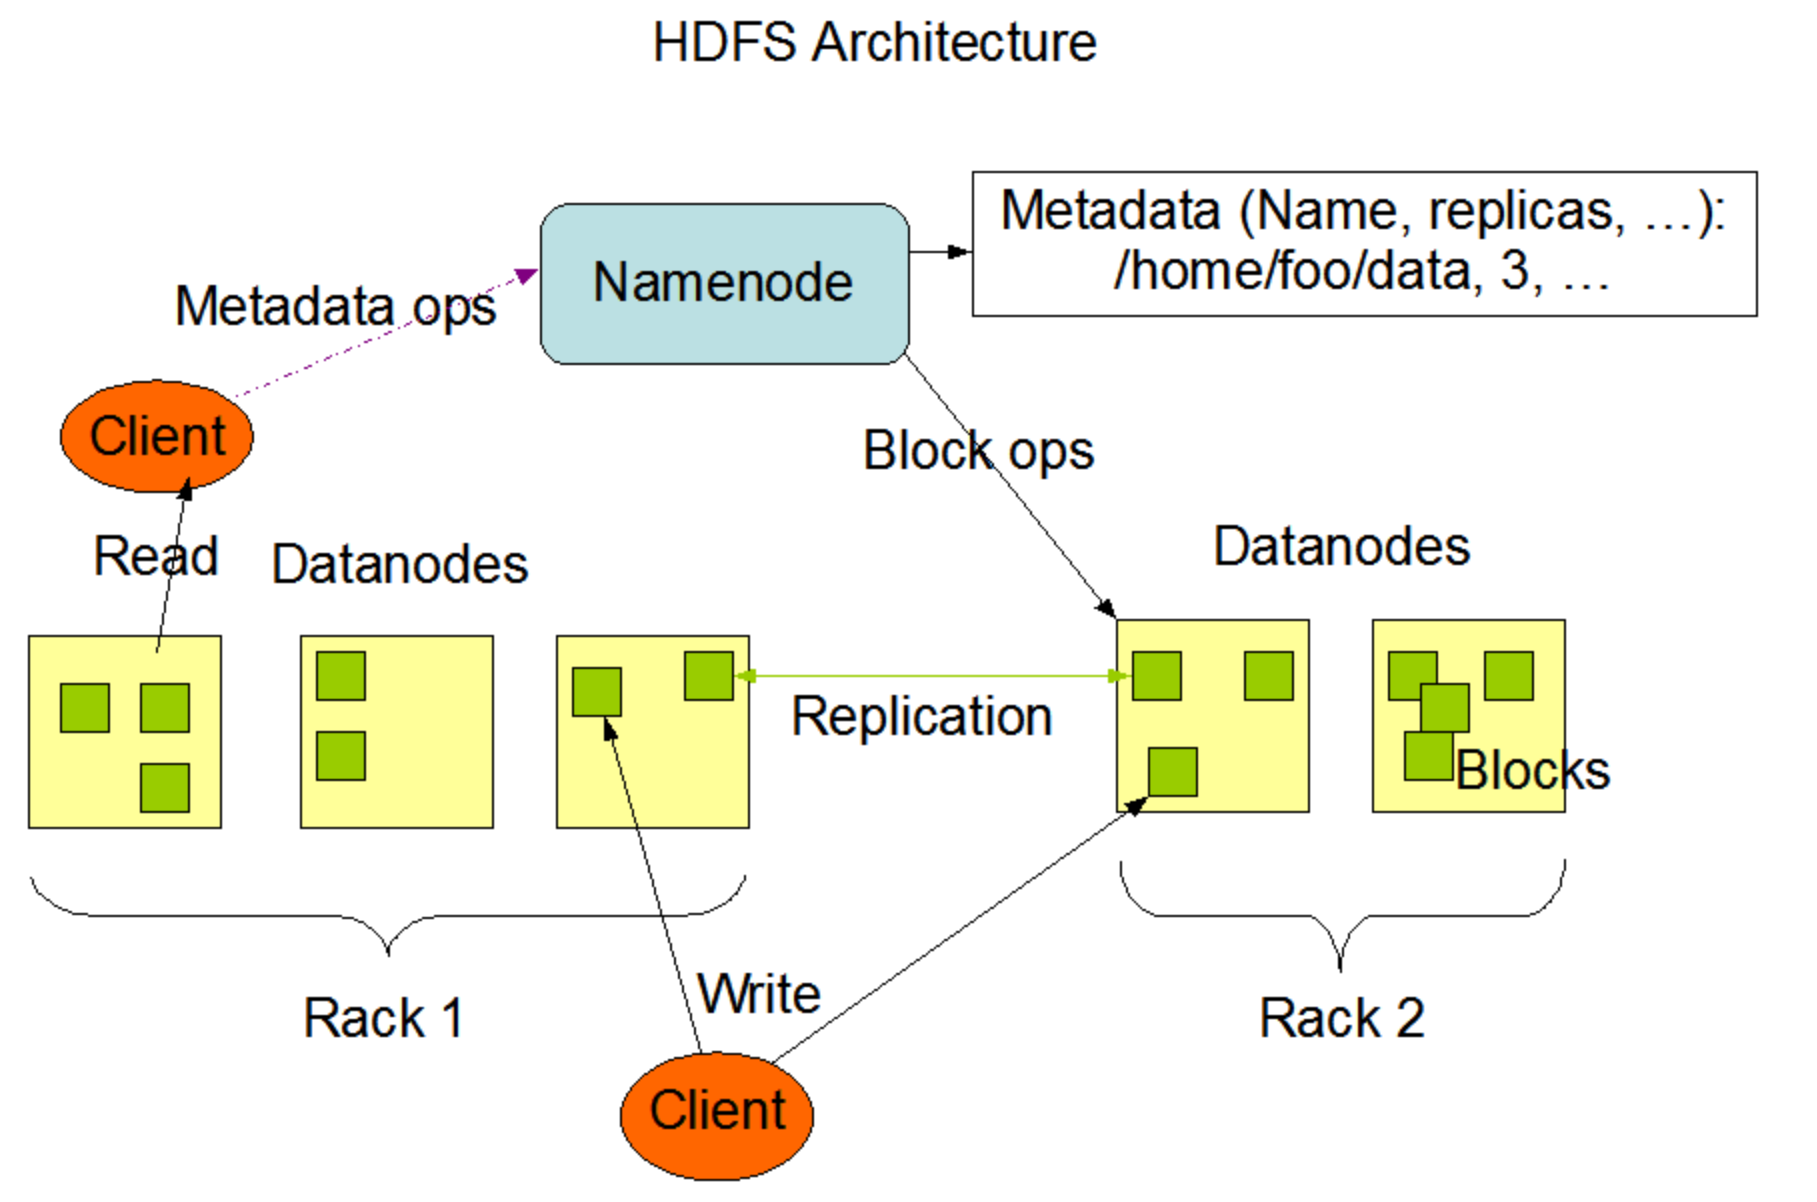 HDFS Architecture
Metadata (Name, replicas, ...):
/home/foo/data, 3, ...
Namenode
Metadata ops
Client
Block ops
Read
Datanodes
Datanodes
Replication
Blocks
Write
Rack 1
Rack 2
Client